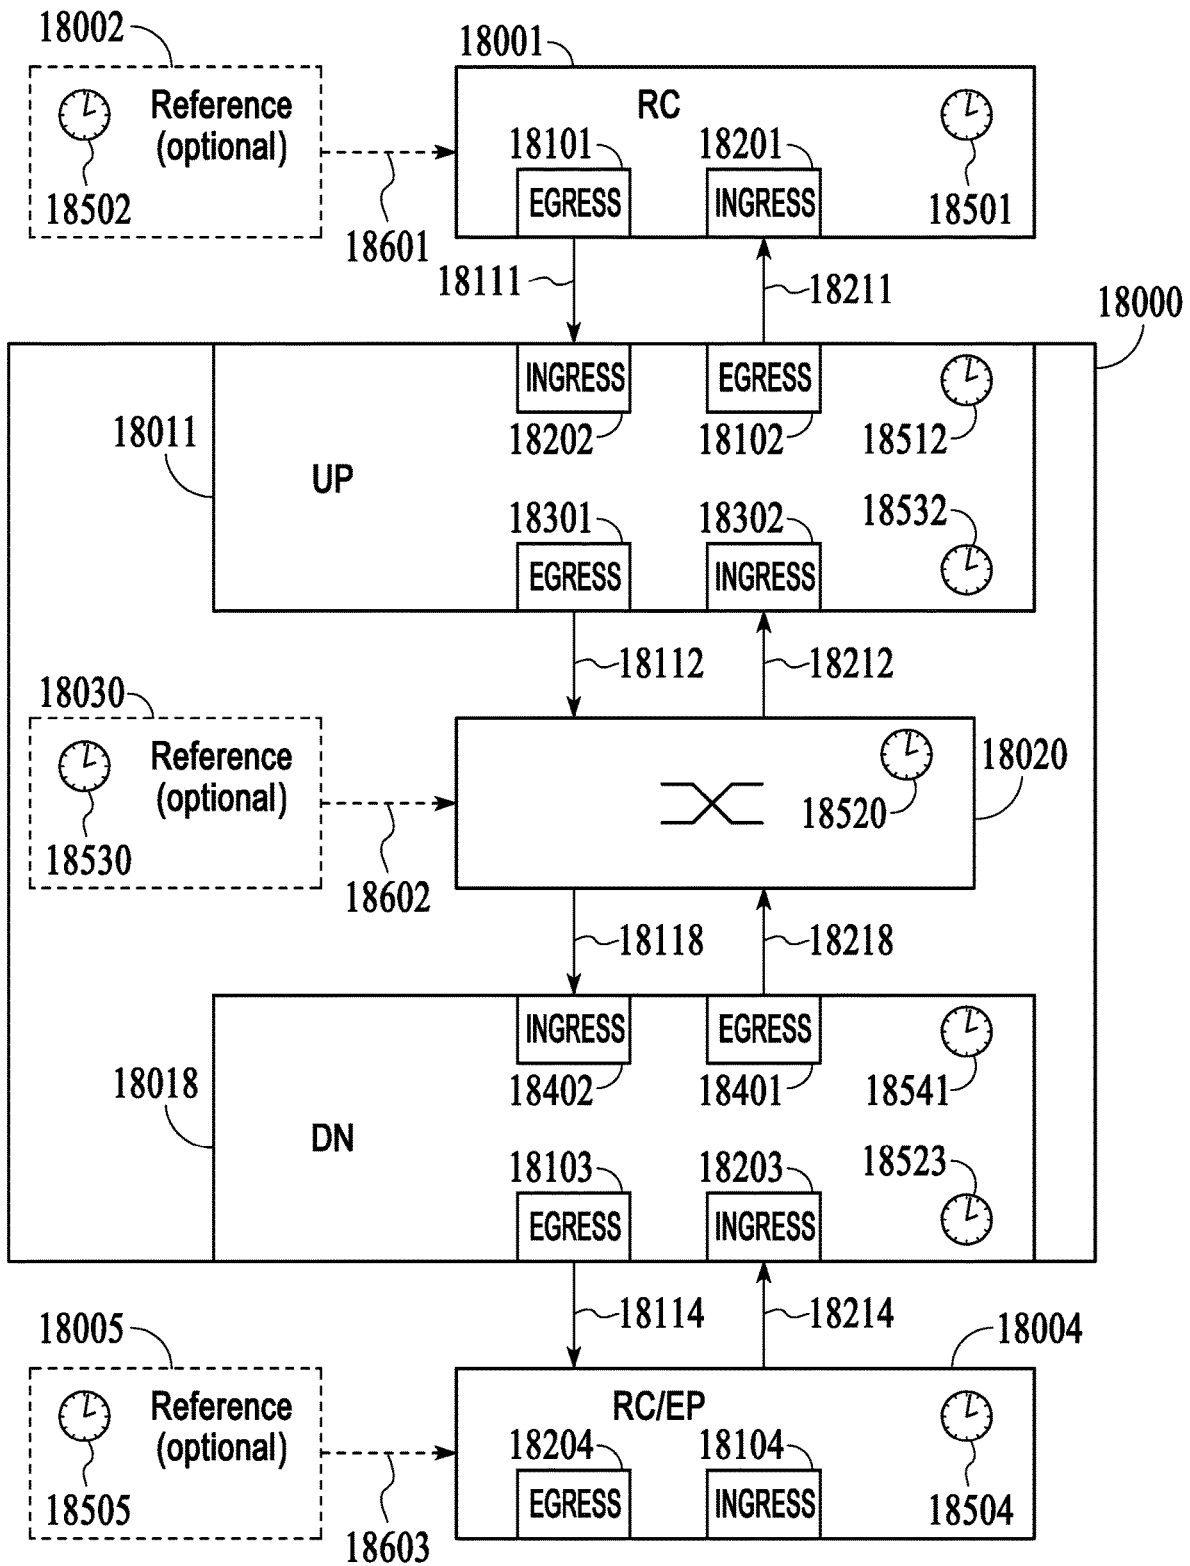 18002
18001
Reference
(optional)
RC
18502
18601
18101
18201
EGRESS
INGRESS
18501
18111
18211
18000
INGRESS
EGRESS
18202
18102
18512
18011
UP
18301
18302
18532
EGRESS
INGRESS
18112
18212
18030
Reference
(optional)
18530
18602
18520
18020
18118
18218
INGRESS
EGRESS
18402
18401
18541
18018
DN
18103
18203
18523
EGRESS
INGRESS
18114
18214
18005
18004
Reference
(optional)
RC/EP
18505
18603
18204
18104
EGRESS
INGRESS
18504